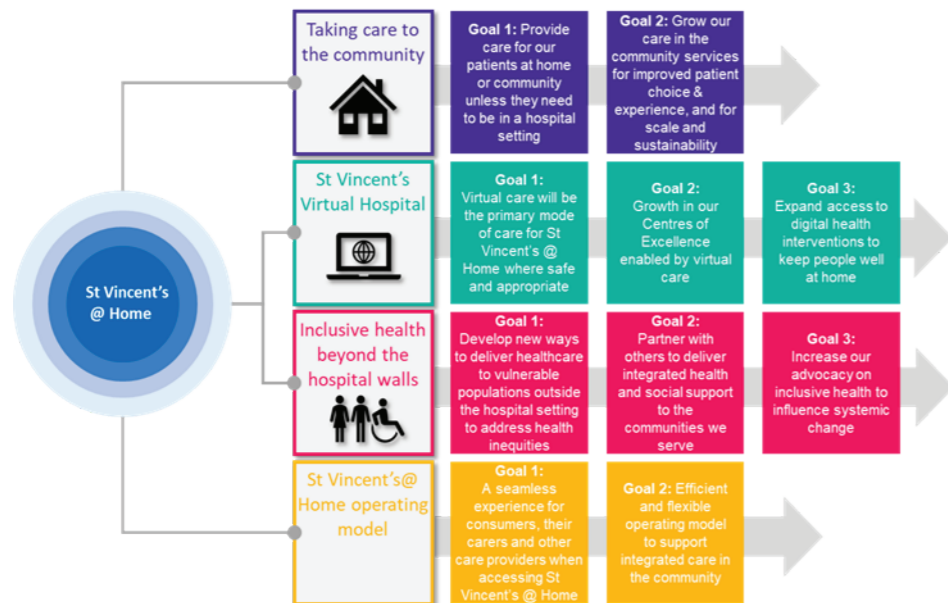 St Vincent's
@ Home
Taking care to
the community
Goal 1: Provide
care for our
patients at home
or community
unless they need
to be in a hospital
setting
Goal 2: Grow our
care in the
community services
for improved patient
choice &
experience, and for
scale and
sustainability
St Vincent's
Virtual Hospital
Goal 1:
Virtual care will be
the primary mode
of care for St
Vincent's @
Home where safe
and appropriate
Goal 2:
Growth in our
Centres of
Excellence
enabled by virtual
care
Goal 3:
Expand access to
digital health
interventions to
keep people well
at home
Inclusive health
beyond the
hospital walls
Goal 1:
Develop new ways
to deliver healthcare
to vulnerable
populations outside
the hospital setting
to address health
inequities
Goal 2:
Partner with
others to deliver
integrated health
and social support
to the
communities we
serve
Goal 3:
Increase our
advocacy on
inclusive health to
influence systemic
change
St Vincent's@
Home operating
model
Goal 1:
A seamless
experience for
consumers, their
carers and other
care providers when
accessing St
Vincent's @ Home
Goal 2: Efficient
and flexible
operating model
to support
integrated care in
the community